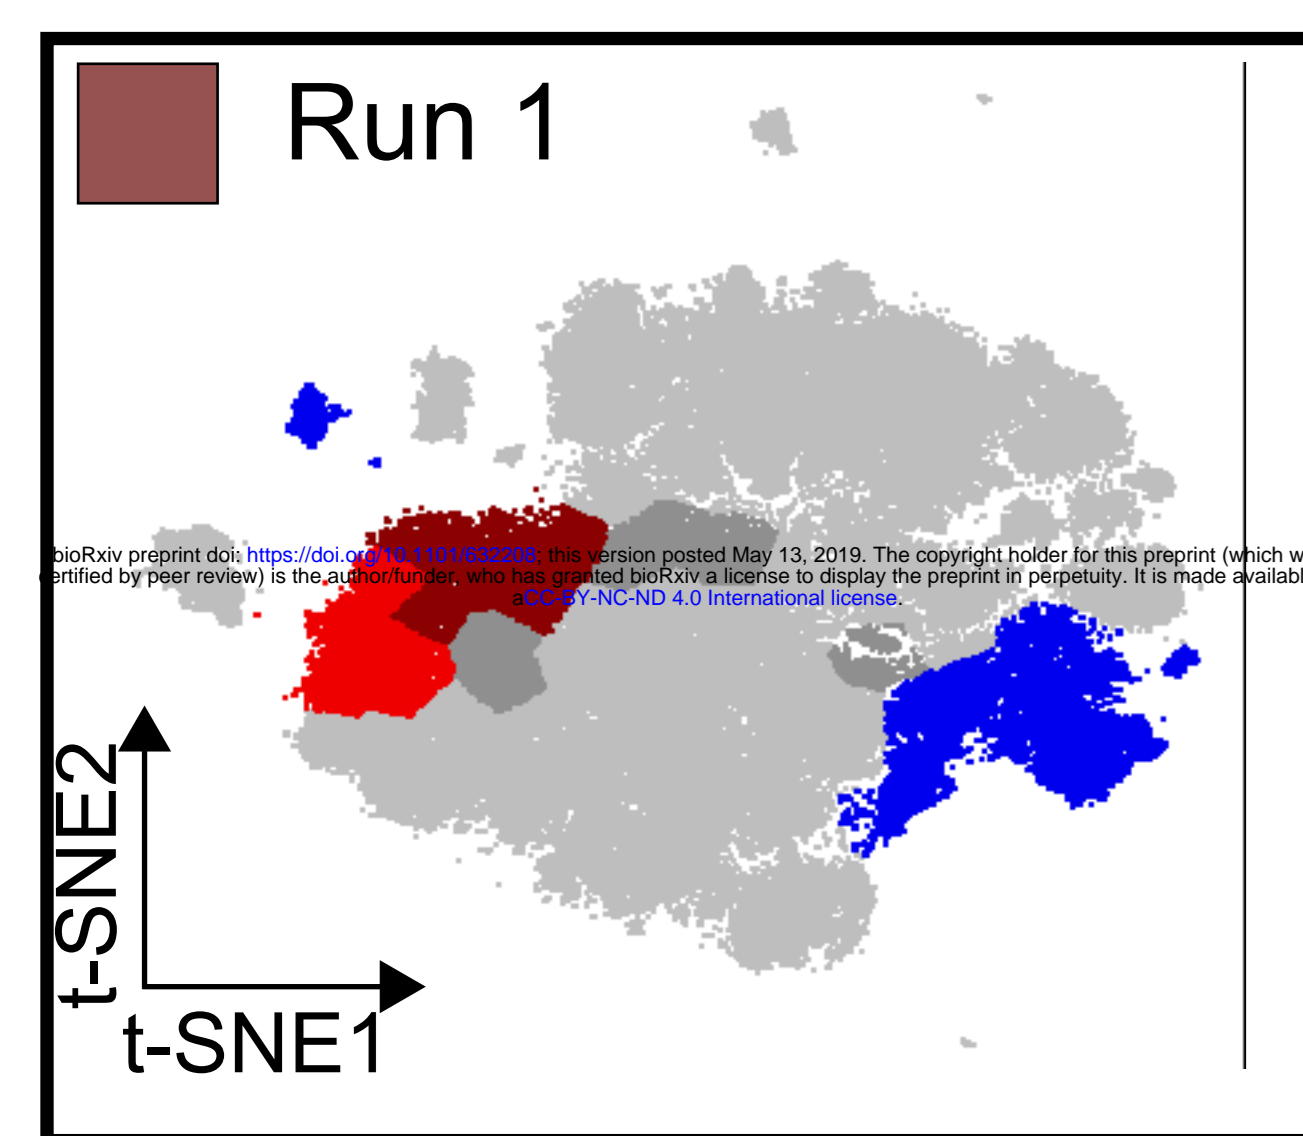 Run 1
bioRxiv preprint doi: https://doi.org/10.1101/632208; this version posted May 13, 2019. The copyright holder for this preprint (which w
ertified by peer review) is the author/funder, who has granted bioRxiv a license to display the preprint in perpetuity. It is made availabl
aCC-BY-NC-ND 4.0 International license.
t-SNE2
t-SNE1